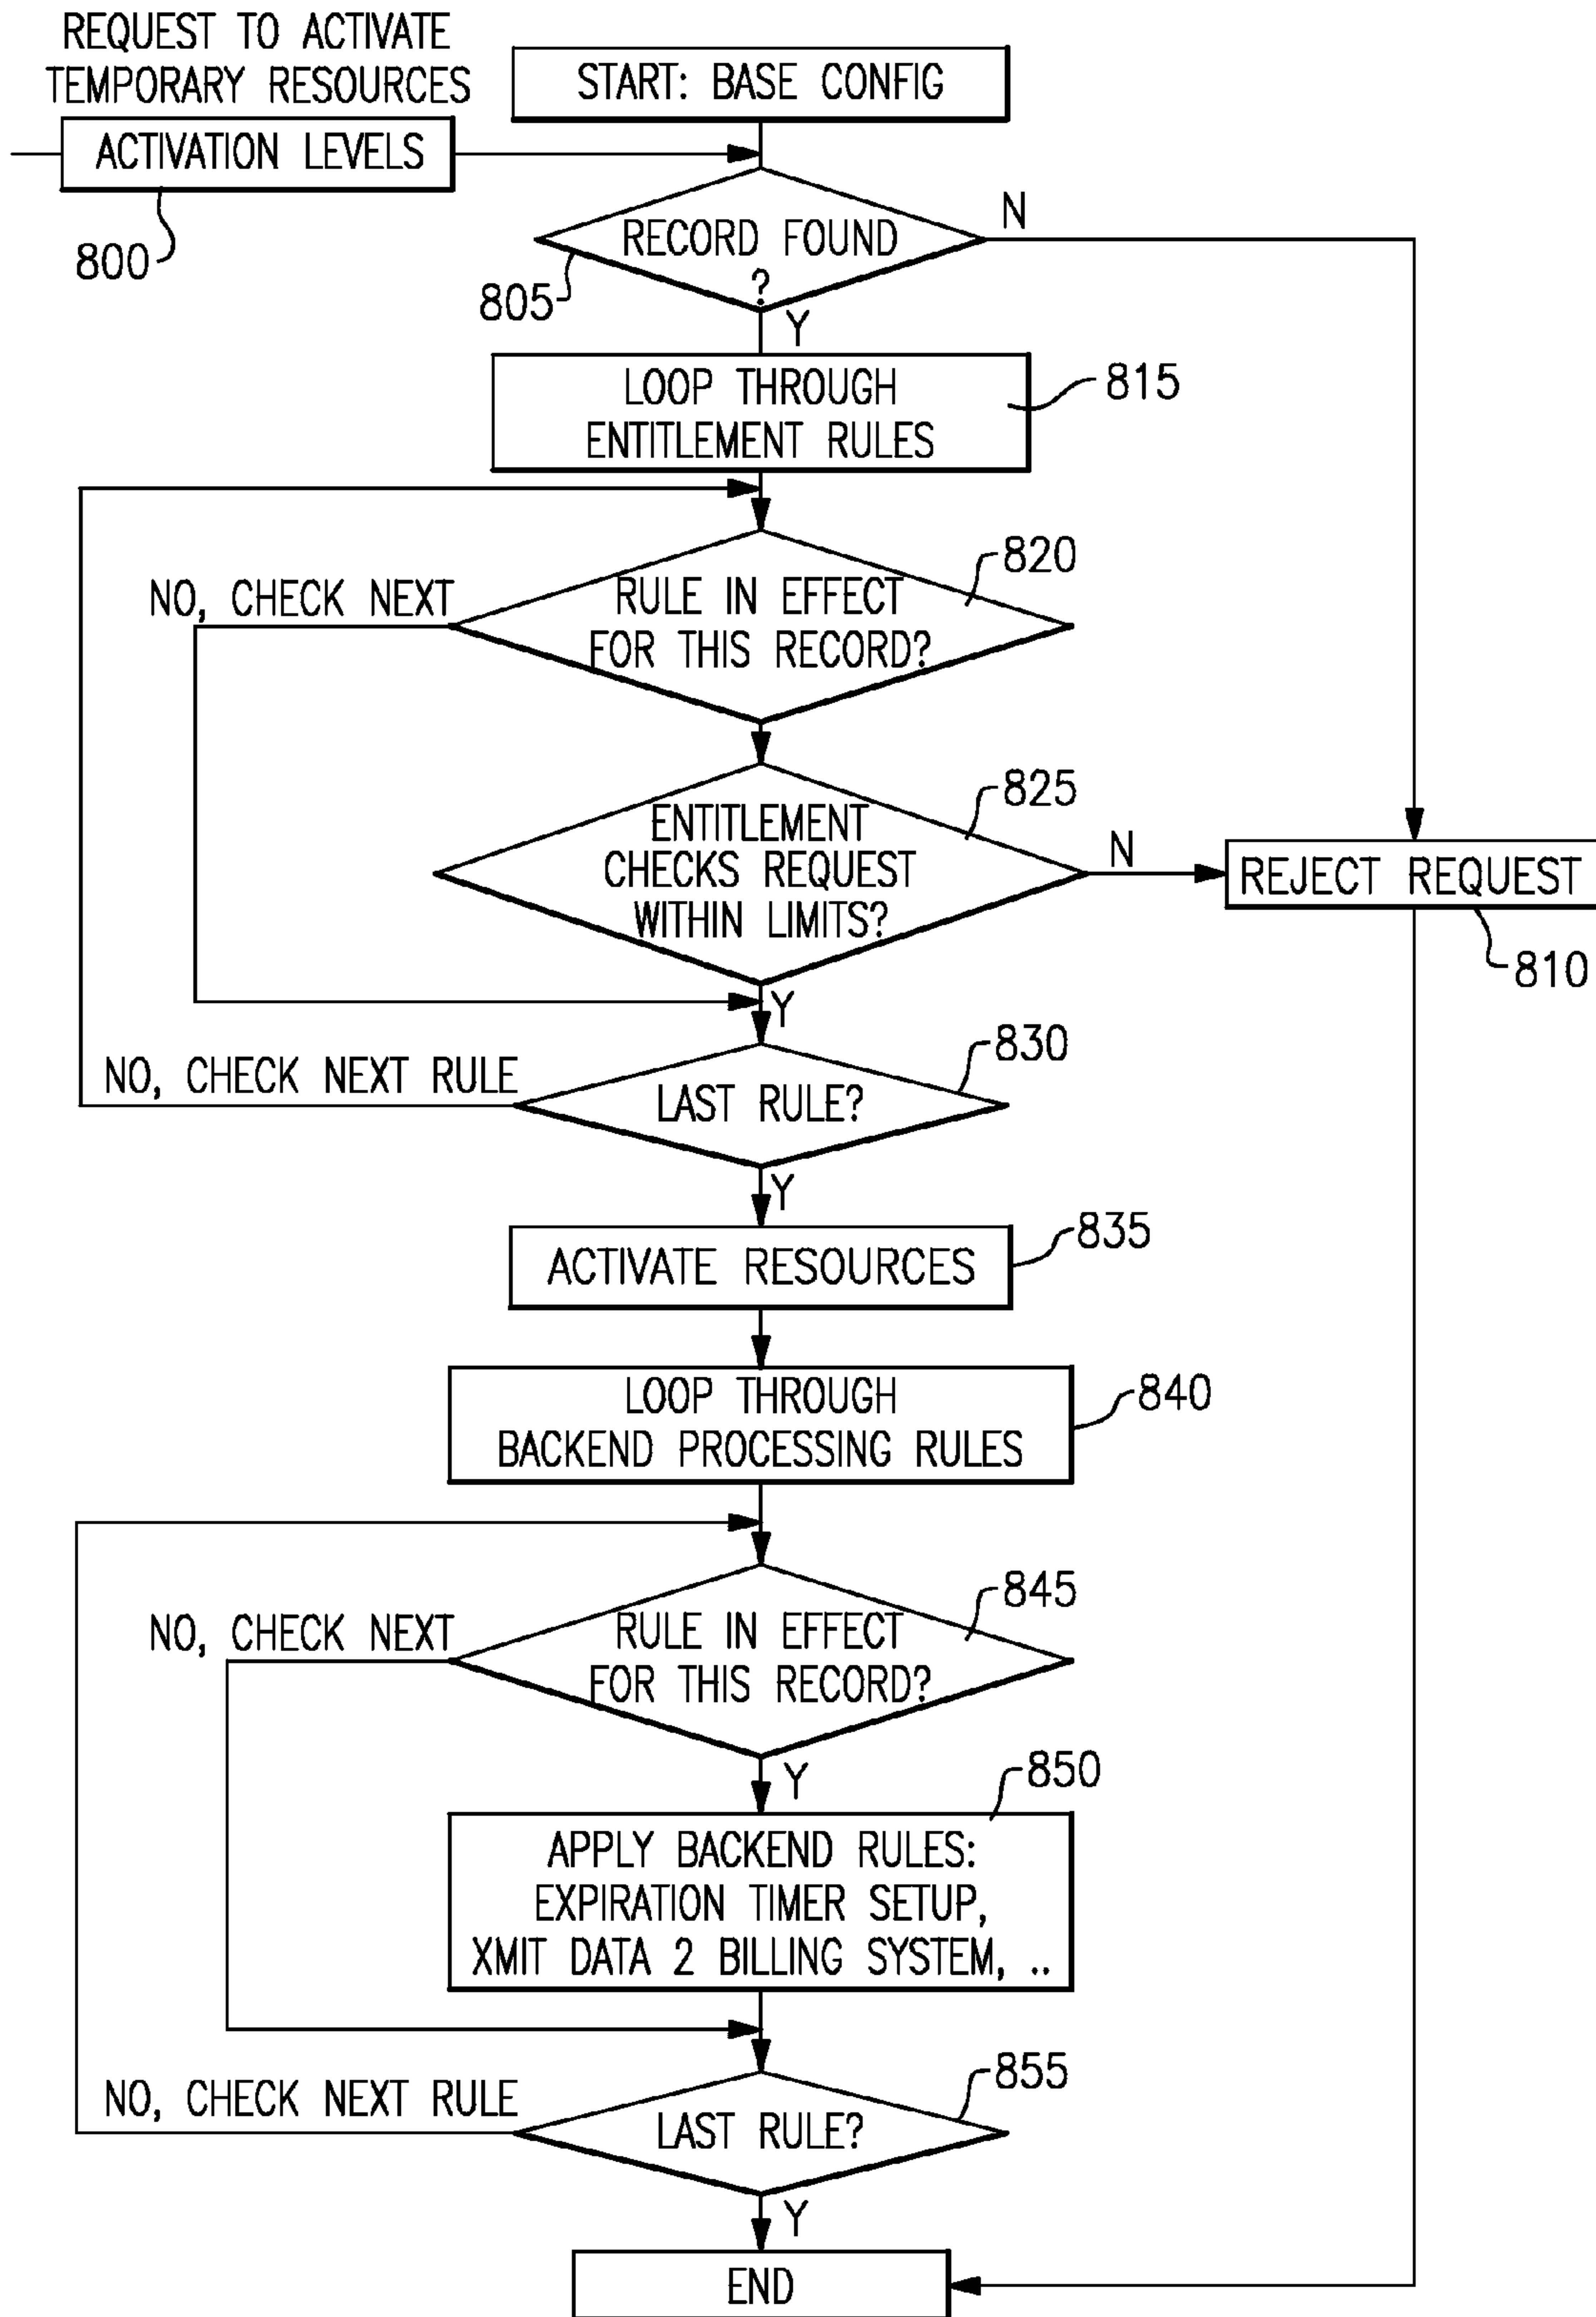 REQUEST TO ACTIVATE
TEMPORARY RESOURCES
START: BASE CONFIG
ACTIVATION LEVELS
800
RECORD FOUND
?
N
805
Y
LOOP THROUGH
ENTITLEMENT RULES
815
820
NO, CHECK NEXT
RULE IN EFFECT
FOR THIS RECORD?
825
ENTITLEMENT
CHECKS REQUEST
WITHIN LIMITS?
N
REJECT REQUEST
810
Y
830
NO, CHECK NEXT RULE
LAST RULE?
Y
ACTIVATE RESOURCES
835
LOOP THROUGH
BACKEND PROCESSING RULES
840
845
NO, CHECK NEXT
RULE IN EFFECT
FOR THIS RECORD?
Y
850
APPLY BACKEND RULES:
EXPIRATION TIMER SETUP,
XMIT DATA 2 BILLING SYSTEM, ..
855
NO, CHECK NEXT RULE
LAST RULE?
Y
END